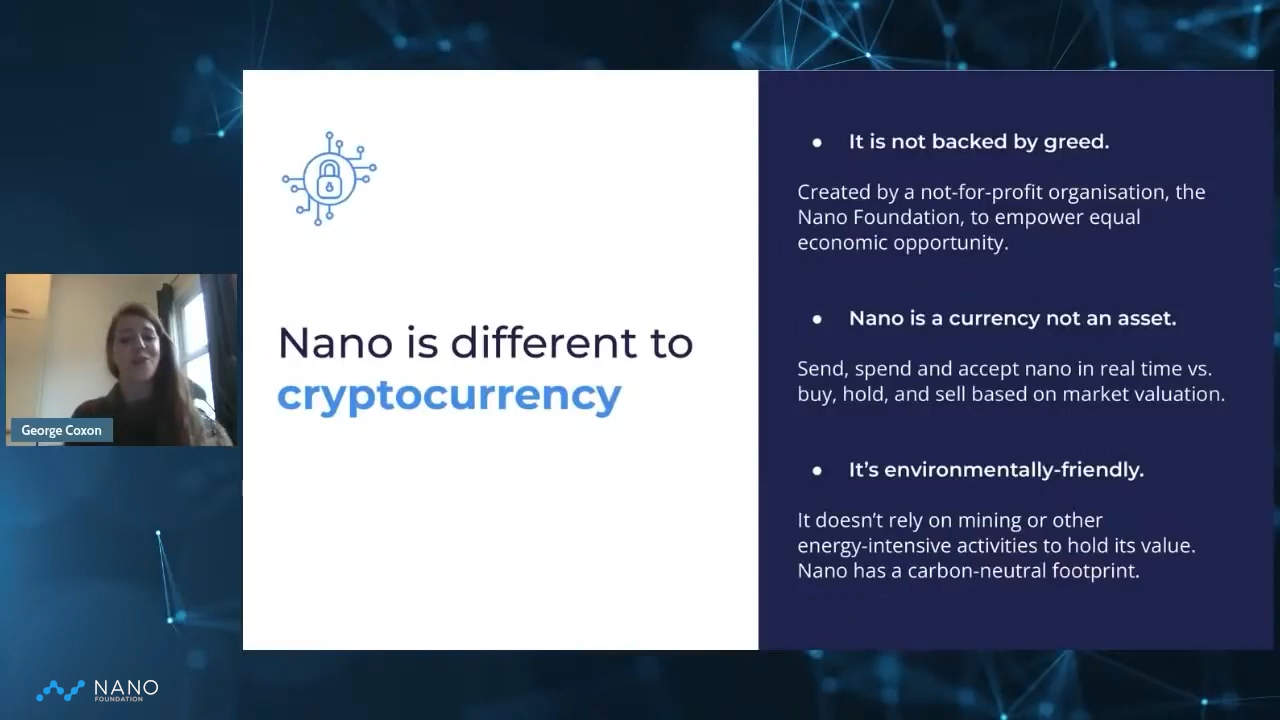 Nano is different to
cryptocurrency
● It is not backed by greed.
Created by a not-for-profit organisation, the
Nano Foundation, to empower equal
economic opportunity.
● Nano is a currency not an asset.
Send, spend and accept nano in real time vs.
buy, hold, and sell based on market valuation.
● It’s environmentally-friendly.
It doesn’t rely on mining or other
energy-intensive activities to hold its value.
Nano has a carbon-neutral footprint.
George Coxon
NANO
FOUNDATION